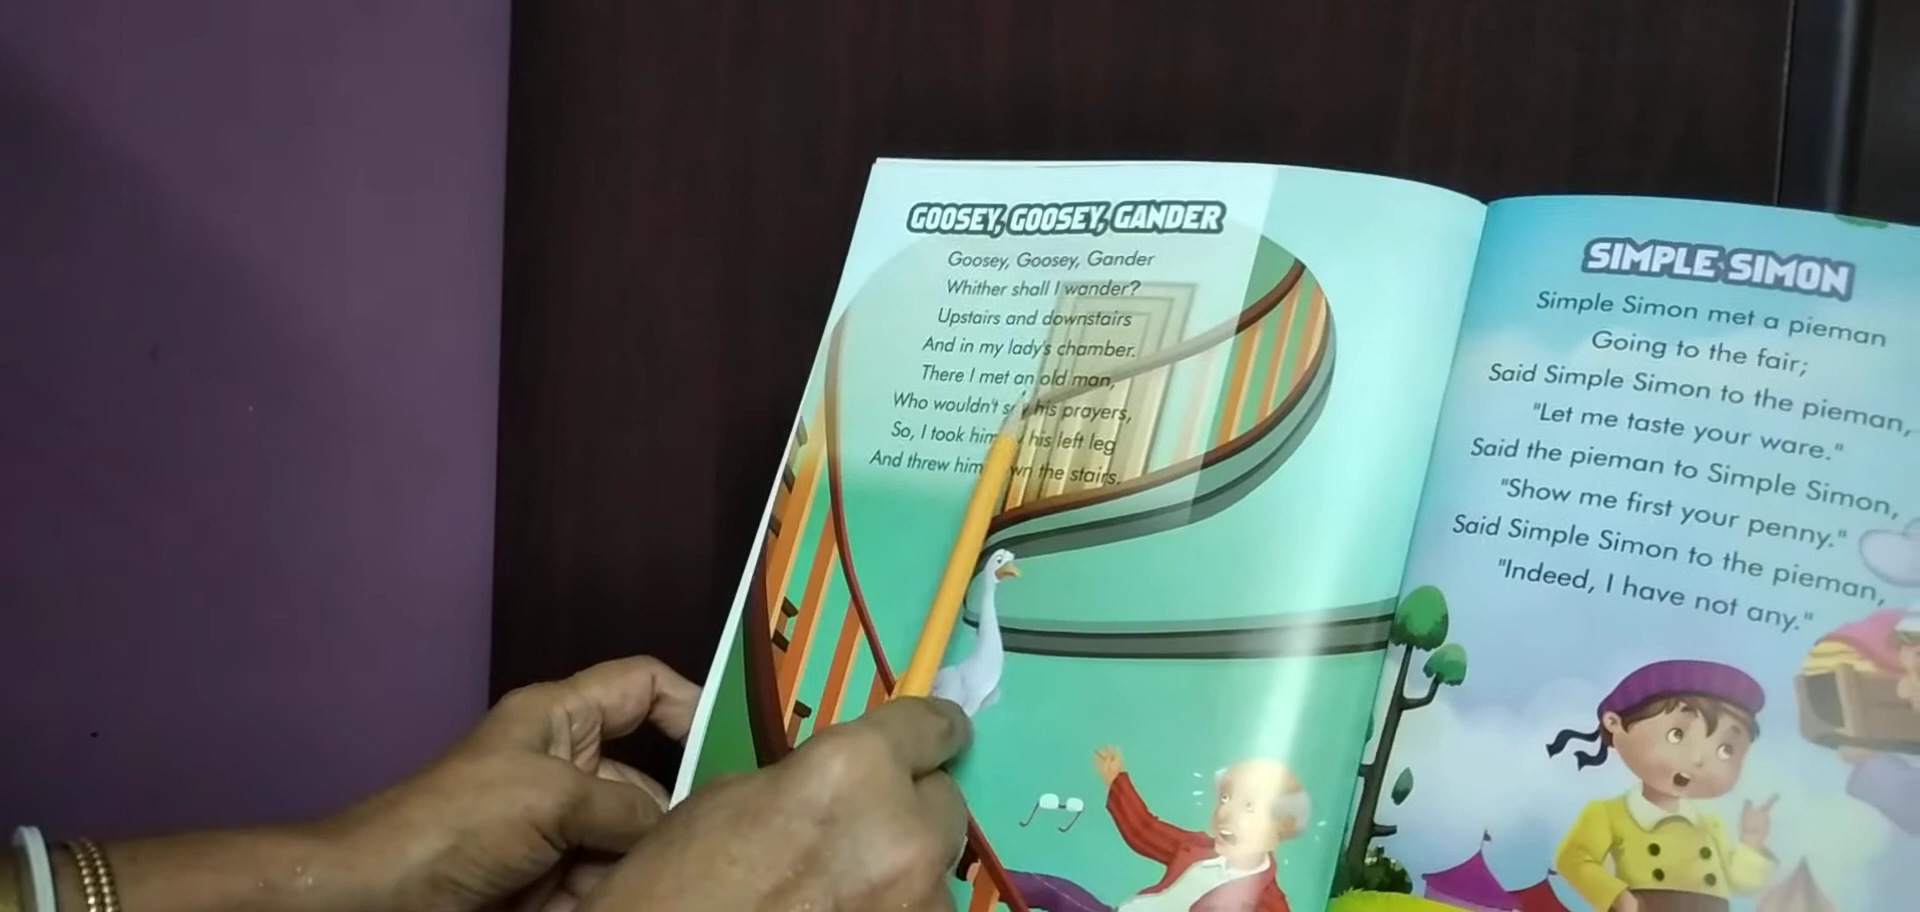 GOOSEY, GOOSEY, GANDER
Goosey, Goosey, Gander
Whither shall I wander?
Upstairs and downstairs
And in my lady's chamber.
There I met an old man,
Who wouldn't say his prayers,
So, I took him his left leg
And threw him the stairs.
SIMPLE SIMON
Simple Simon met a pieman
Going to the fair;
Said Simple Simon to the pieman,
"Let me taste your ware."
Said the pieman to Simple Simon,
"Show me first your penny."
Said Simple Simon to the pieman,
"Indeed, I have not any."